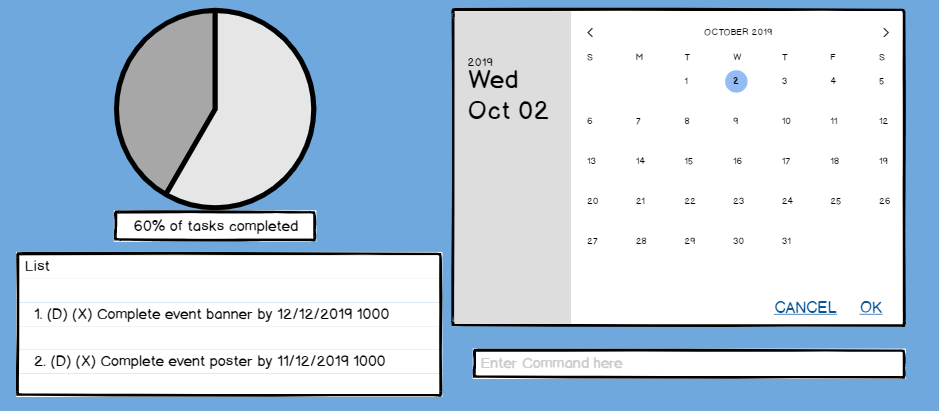 60% of tasks completed
List
1. (D) (X) Complete event banner by 12/12/2019 1000
2. (D) (X) Complete event poster by 11/12/2019 1000
2019
Wed
Oct 02
OCTOBER 2019
S M T W T F S
1 2 3 4 5
6 7 8 9 10 11 12
13 14 15 16 17 18 19
20 21 22 23 24 25 26
27 28 29 30 31
CANCEL OK
Enter Command here